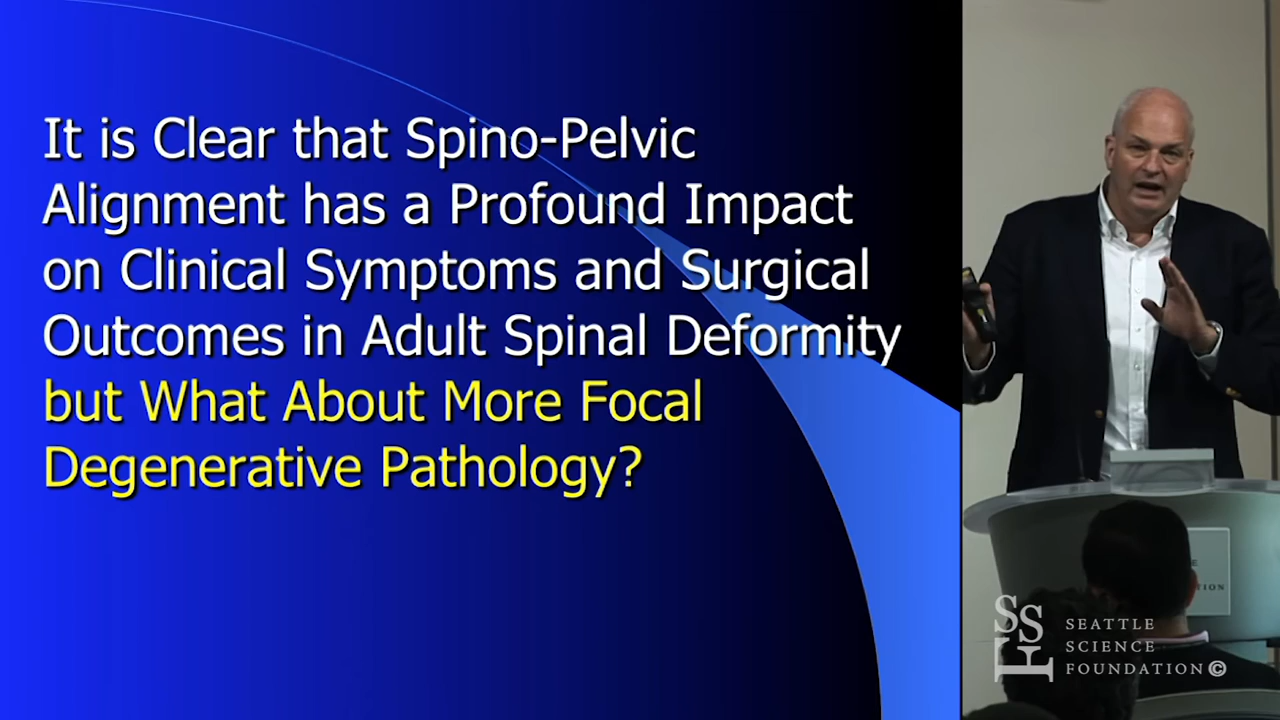 It is Clear that Spino-Pelvic
Alignment has a Profound Impact
on Clinical Symptoms and Surgical
Outcomes in Adult Spinal Deformity
but What About More Focal
Degenerative Pathology?
SSF
SEATTLE
SCIENCE
FOUNDATION©